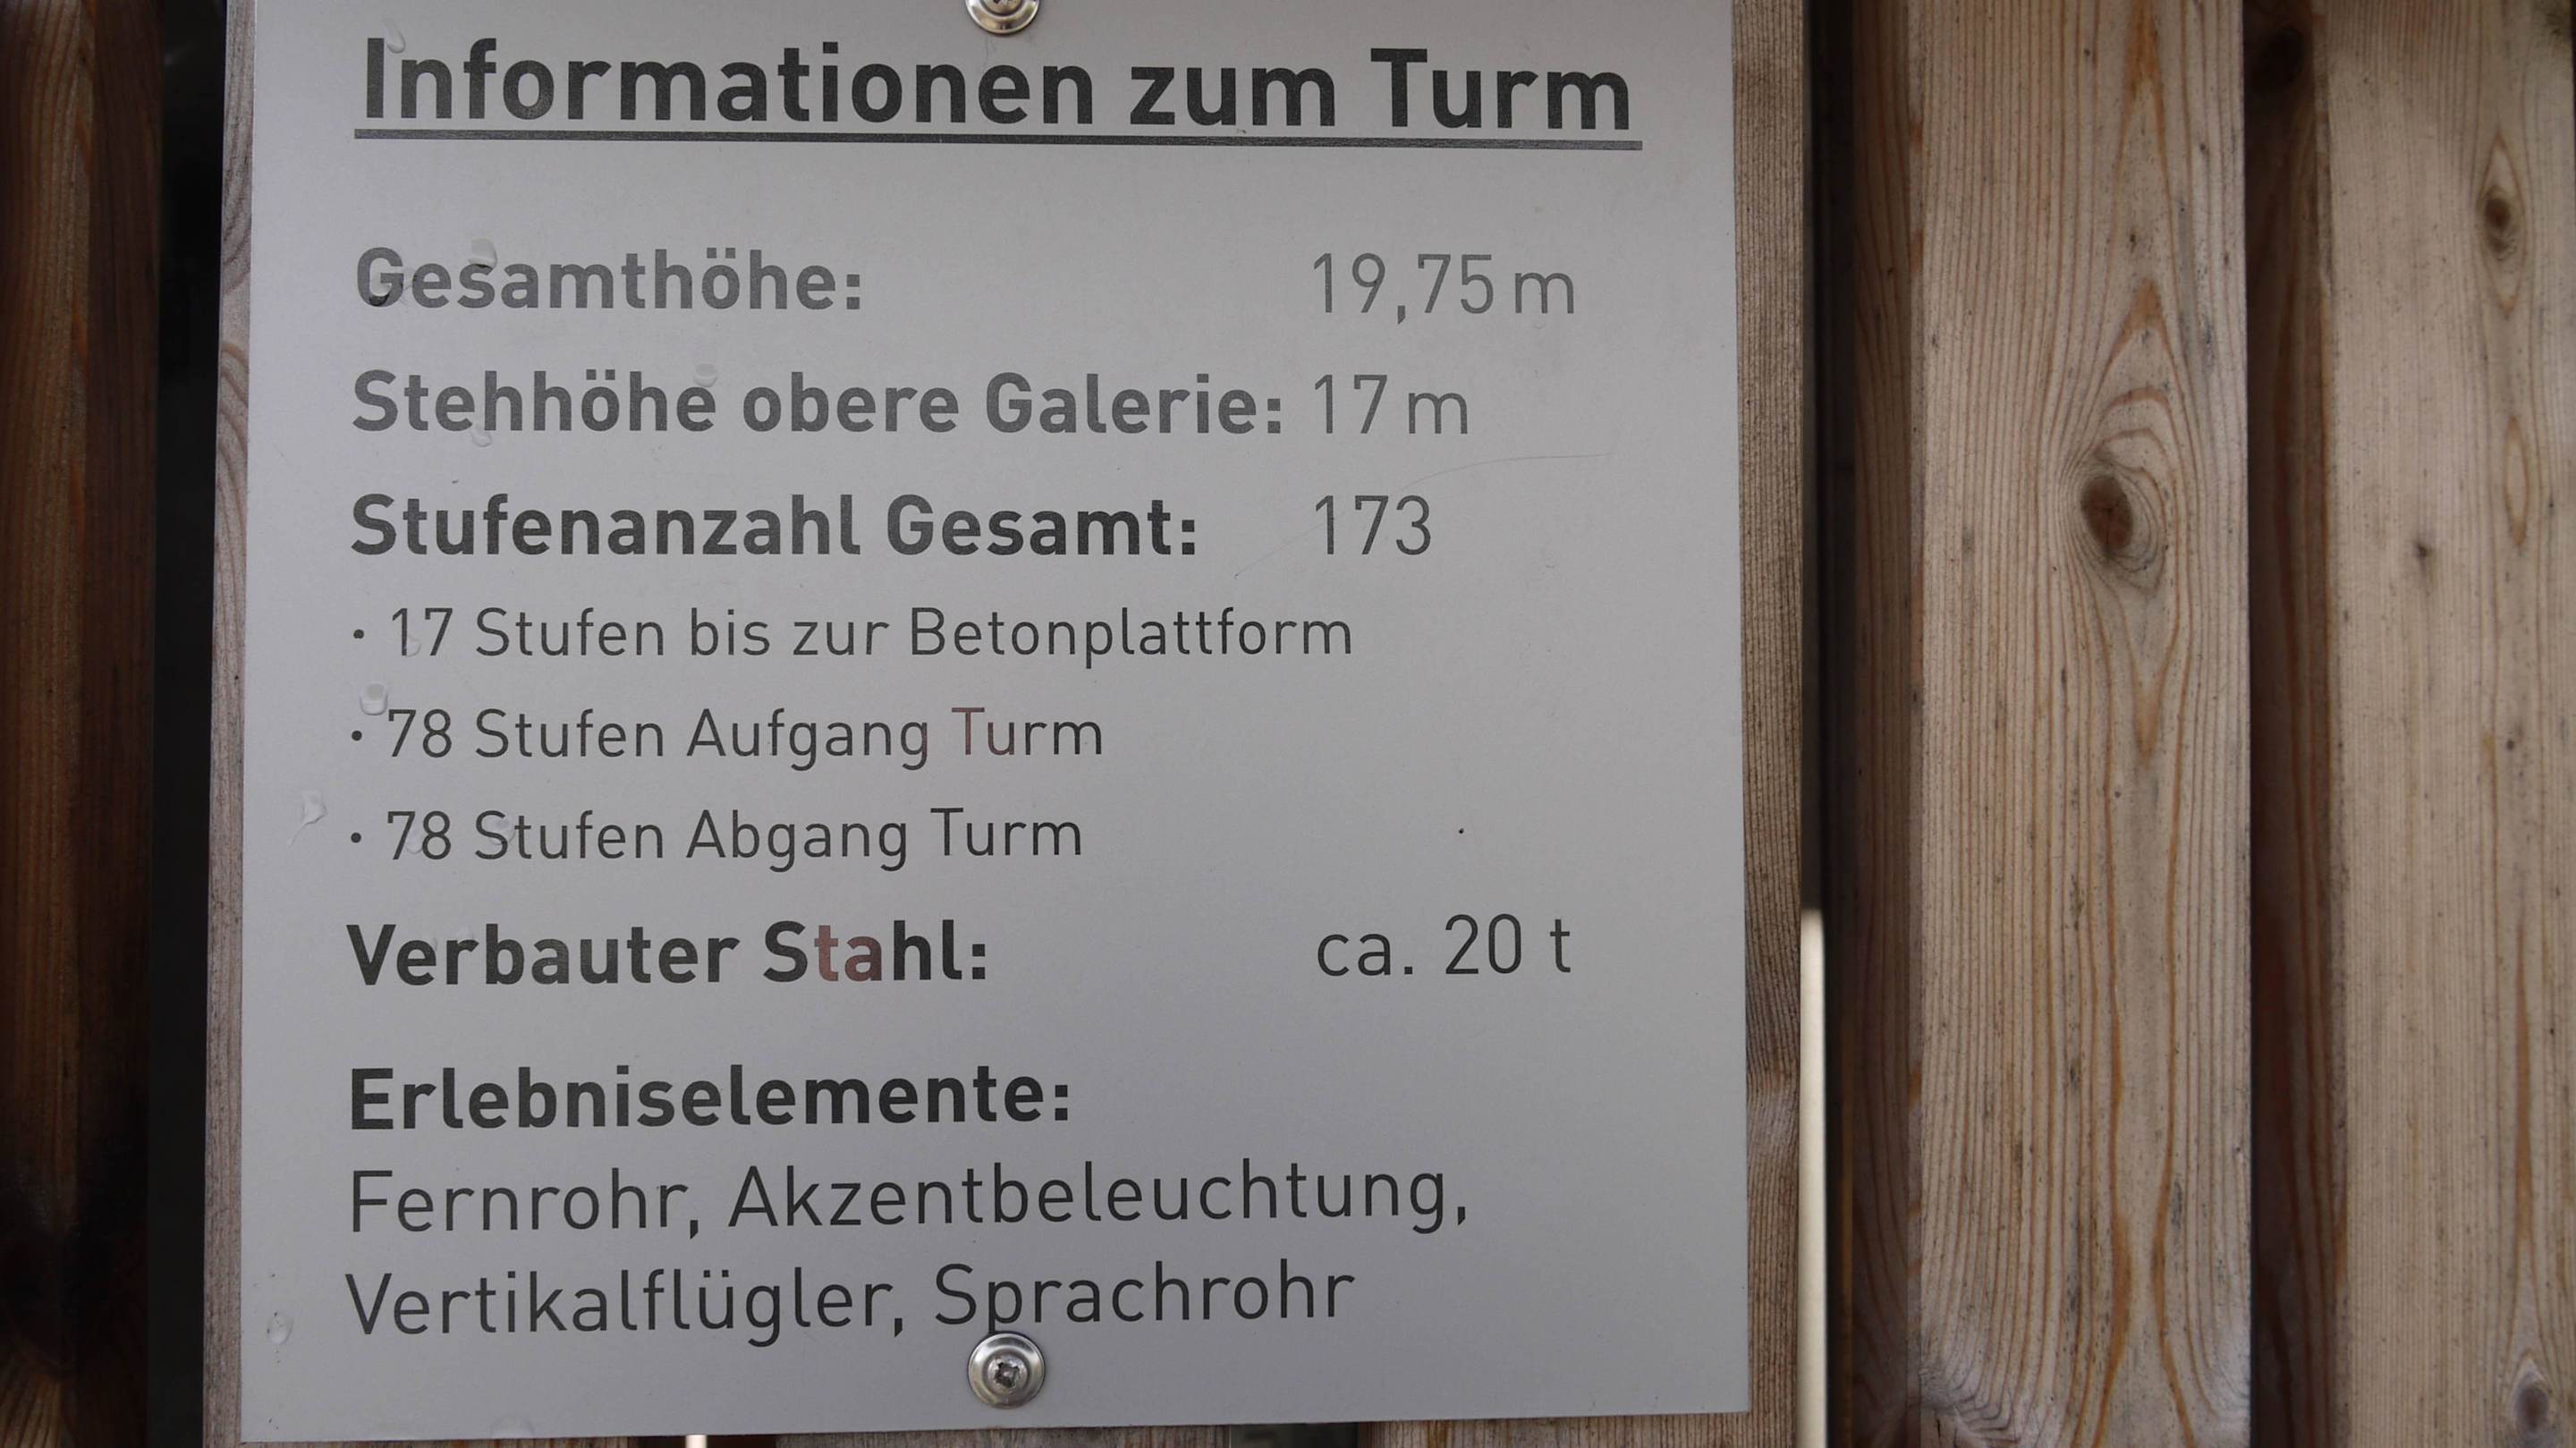 Informationen zum Turm
Gesamthöhe: 19,75 m
Stehhöhe obere Galerie: 17 m
Stufenanzahl Gesamt: 173
· 17 Stufen bis zur Betonplattform
· 78 Stufen Aufgang Turm
· 78 Stufen Abgang Turm
Verbauter Stahl: ca. 20 t
Erlebniselemente:
Fernrohr, Akzentbeleuchtung,
Vertikalflügler, Sprachrohr